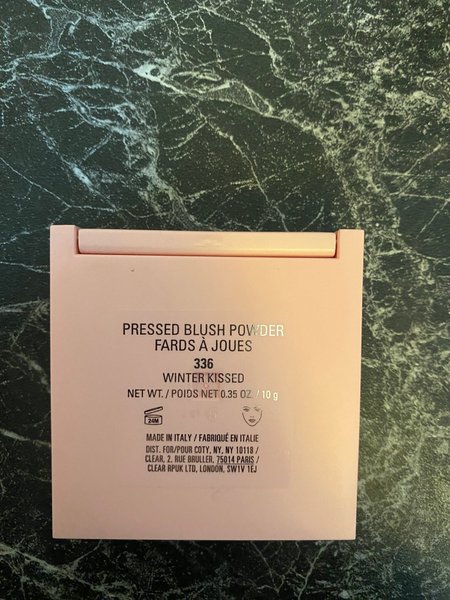 PRESSED BLUSH POWDER
FARDS À JOUES
336
WINTER KISSED
NET WT. / POIDS NET 0.35 OZ. / 10 g
24M
MADE IN ITALY / FABRIQUÉ EN ITALIE
DIST. FOR/POUR COTY, NY, NY 10118 /
CLEAR, 2, RUE BRULLER, 75014 PARIS /
CLEAR RPUK LTD, LONDON, SW1V 1EJ